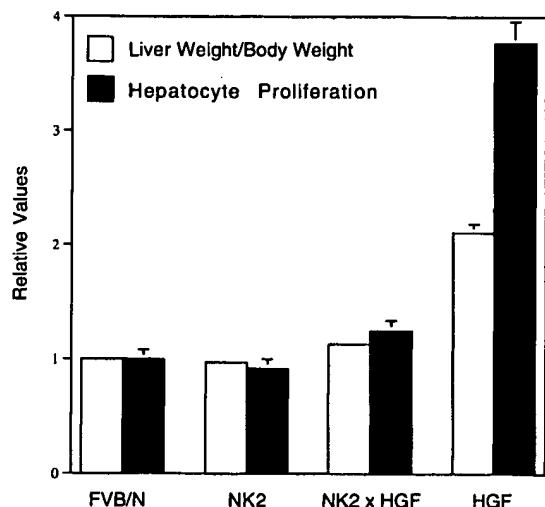 4
Liver Weight/Body Weight
Hepatocyte Proliferation
3
Relative Values
2
1
0
FVB/N NK2 NK2 x HGF HGF